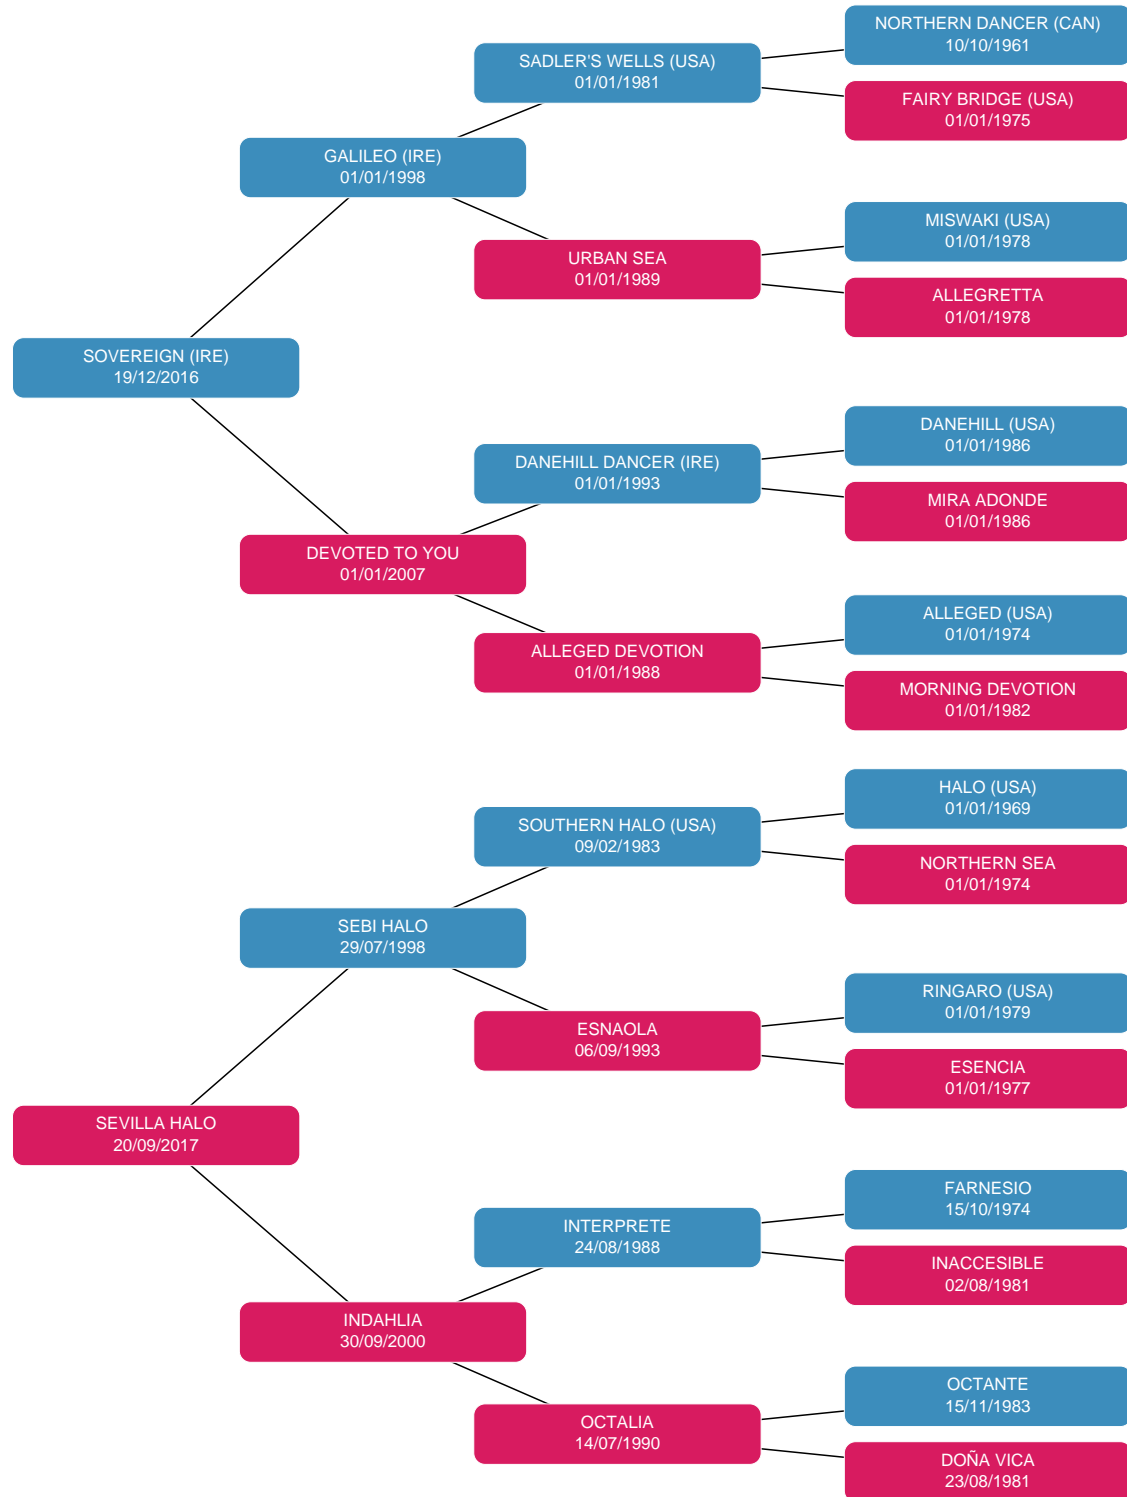 NORTHERN DANCER (CAN)
10/10/1961
SADLER'S WELLS (USA)
01/01/1981
FAIRY BRIDGE (USA)
01/01/1975
GALILEO (IRE)
01/01/1998
MISWAKI (USA)
01/01/1978
URBAN SEA
01/01/1989
ALLEGRETTA
01/01/1978
SOVEREIGN (IRE)
19/12/2016
DANEHILL (USA)
01/01/1986
DANEHILL DANCER (IRE)
01/01/1993
MIRA ADONDE
01/01/1986
DEVOTED TO YOU
01/01/2007
ALLEGED (USA)
01/01/1974
ALLEGED DEVOTION
01/01/1988
MORNING DEVOTION
01/01/1982
HALO (USA)
01/01/1969
SOUTHERN HALO (USA)
09/02/1983
NORTHERN SEA
01/01/1974
SEBI HALO
29/07/1998
RINGARO (USA)
01/01/1979
ESNAOLA
06/09/1993
ESENCIA
01/01/1977
SEVILLA HALO
20/09/2017
FARNESIO
15/10/1974
INTERPRETE
24/08/1988
INACCESIBLE
02/08/1981
INDAHLIA
30/09/2000
OCTANTE
15/11/1983
OCTALIA
14/07/1990
DOÑA VICA
23/08/1981